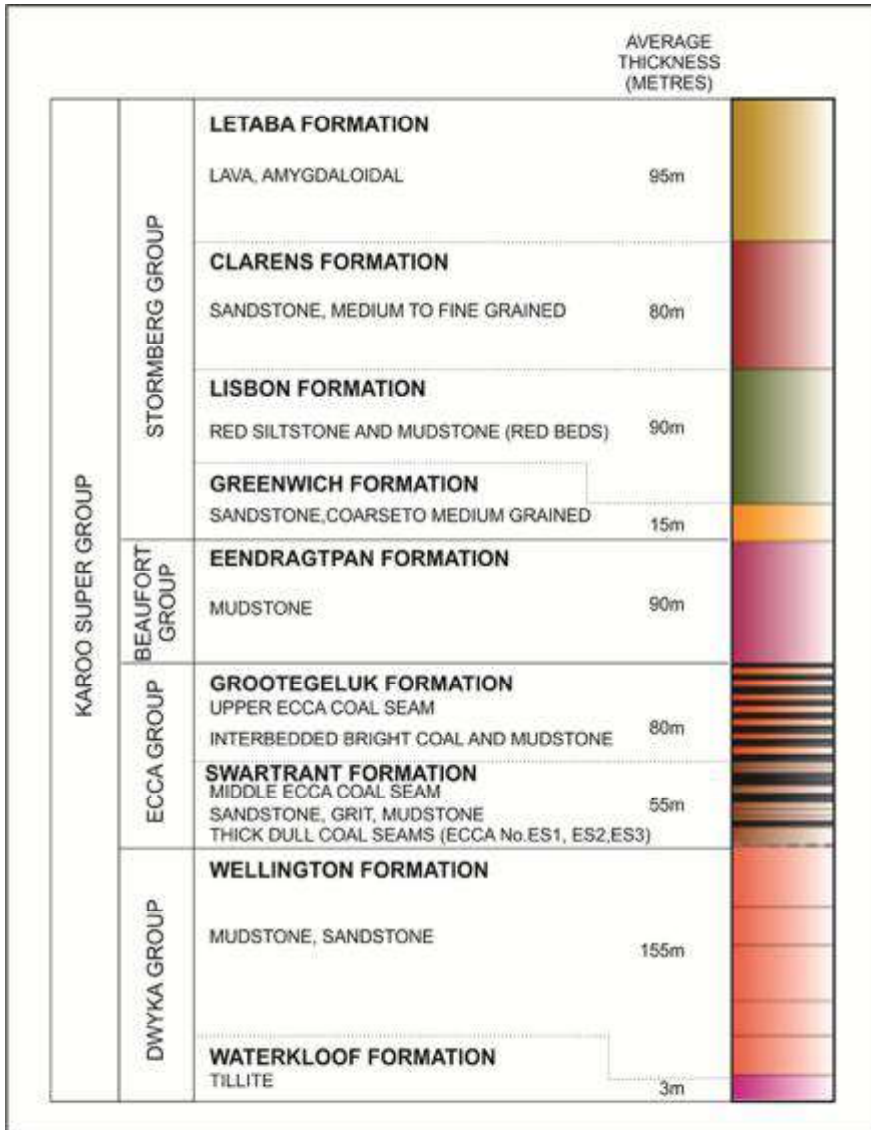 AVERAGE
THICKNESS
(METRES)
KAROO SUPER GROUP
STORMBERG GROUP
LETABA FORMATION
LAVA, AMYGDALOIDAL 95m
CLARENS FORMATION
SANDSTONE, MEDIUM TO FINE GRAINED 80m
LISBON FORMATION
RED SILTSTONE AND MUDSTONE (RED BEDS) 90m
GREENWICH FORMATION
SANDSTONE,COARSETO MEDIUM GRAINED 15m
BEAUFORT
GROUP
EENDRAGTPAN FORMATION
MUDSTONE 90m
ECCA GROUP
GROOTEGELUK FORMATION
UPPER ECCA COAL SEAM
INTERBEDDED BRIGHT COAL AND MUDSTONE 80m
SWARTRANT FORMATION
MIDDLE ECCA COAL SEAM
SANDSTONE, GRIT, MUDSTONE 55m
THICK DULL COAL SEAMS (ECCA No.ES1, ES2,ES3)
DWYKA GROUP
WELLINGTON FORMATION
MUDSTONE, SANDSTONE 155m
WATERKLOOF FORMATION
TILLITE 3m